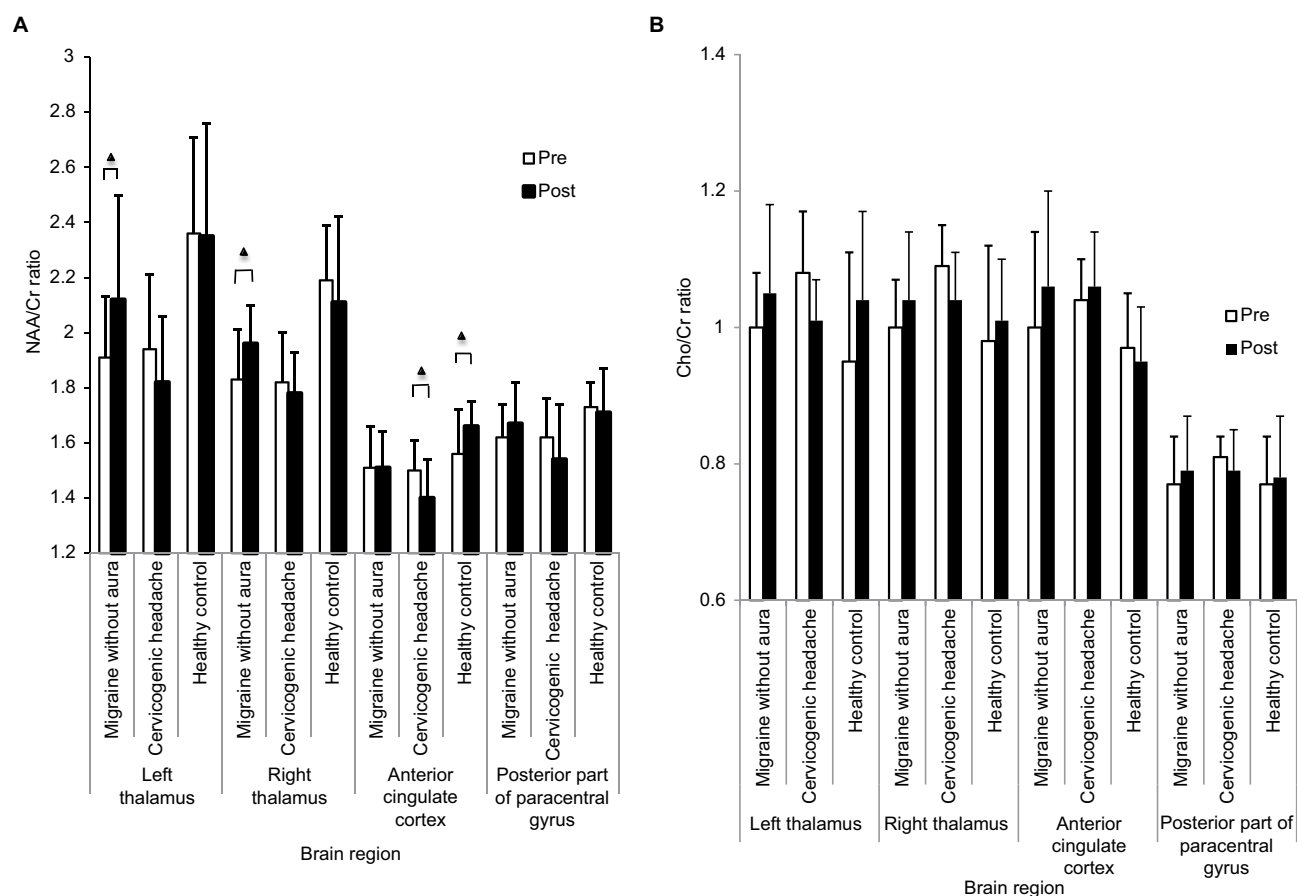 A
3
2.8
2.6
2.4
2.2
2
1.8
1.6
1.4
1.2
NAA/Cr ratio
Pre
Post
Migraine without aura
Cervicogenic headache
Healthy control
Migraine without aura
Cervicogenic headache
Healthy control
Migraine without aura
Cervicogenic headache
Healthy control
Migraine without aura
Cervicogenic headache
Healthy control
Left
thalamus
Right
thalamus
Anterior
cingulate
cortex
Posterior part
of paracentral
gyrus
Brain region
B
1.4
1.2
1
0.8
0.6
Cho/Cr ratio
Pre
Post
Migraine without aura
Cervicogenic headache
Healthy control
Migraine without aura
Cervicogenic headache
Healthy control
Migraine without aura
Cervicogenic headache
Healthy control
Migraine without aura
Cervicogenic headache
Healthy control
Left thalamus
Right thalamus
Anterior
cingulate
cortex
Posterior part of
paracentral
gyrus
Brain region